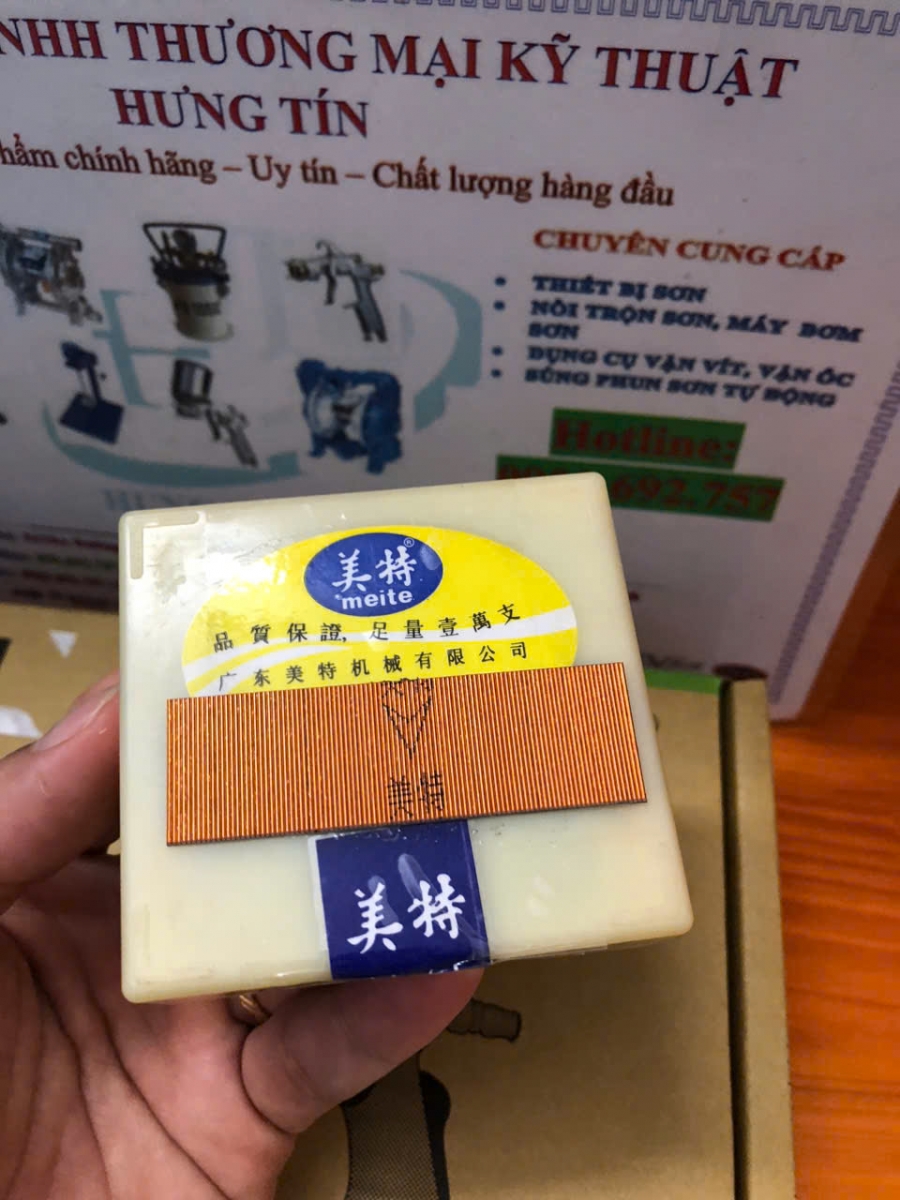 NHH THƯƠNG MẠI KỸ THUẬT
HƯNG TÍN
hẩm chính hãng – Uy tín – Chất lượng hàng đầu
CHUYÊN CUNG CẤP
• THIẾT BỊ SƠN
• NỒI TRỘN SƠN, MÁY BƠM
SƠN
• DỤNG CỤ VẶN VÍT, VẶN ỐC
• SÚNG PHUN SƠN TỰ ĐỘNG
Hotline:
692.757
美特®
meite
品質保證,足量壹萬支
广东美特机械有限公司
美特
美特